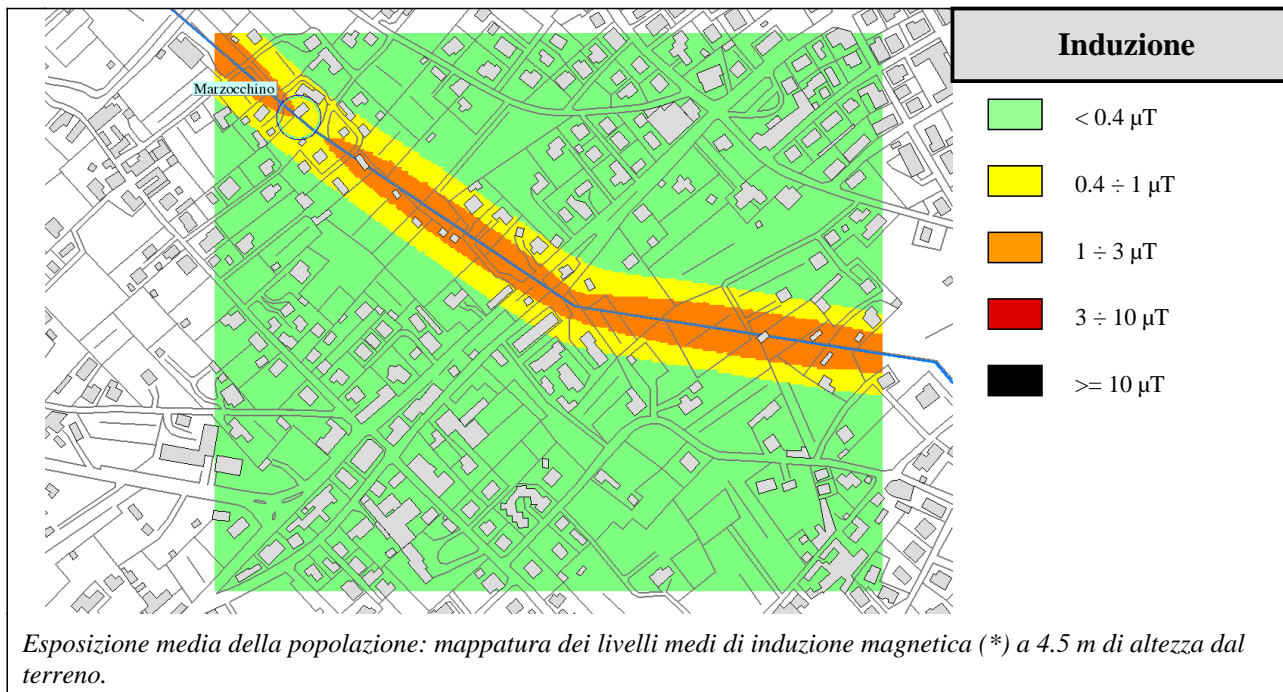 Induzione
Marzocchino
< 0.4 µT
0.4 ÷ 1 µT
1 ÷ 3 µT
3 ÷ 10 µT
>= 10 µT
Esposizione media della popolazione: mappatura dei livelli medi di induzione magnetica (*) a 4.5 m di altezza dal
terreno.